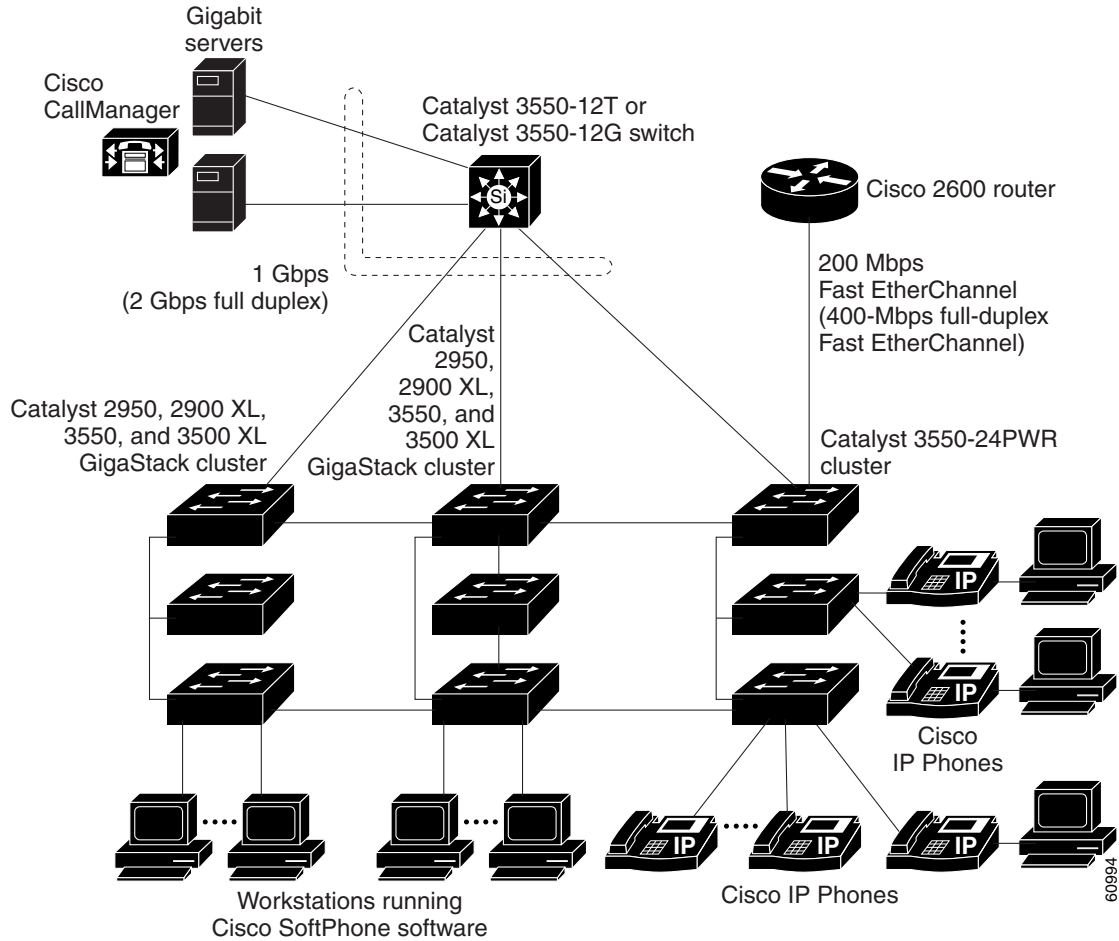 Gigabit
servers
Cisco
CallManager
Catalyst 3550-12T or
Catalyst 3550-12G switch
Si
Cisco 2600 router
1 Gbps
(2 Gbps full duplex)
200 Mbps
Fast EtherChannel
(400-Mbps full-duplex
Fast EtherChannel)
Catalyst
2950,
2900 XL,
3550, and
3500 XL
GigaStack cluster
Catalyst 2950, 2900 XL,
3550, and 3500 XL
GigaStack cluster
Catalyst 3550-24PWR
cluster
IP
IP
Cisco
IP Phones
IP
IP
IP
Cisco IP Phones
Workstations running
Cisco SoftPhone software
60994